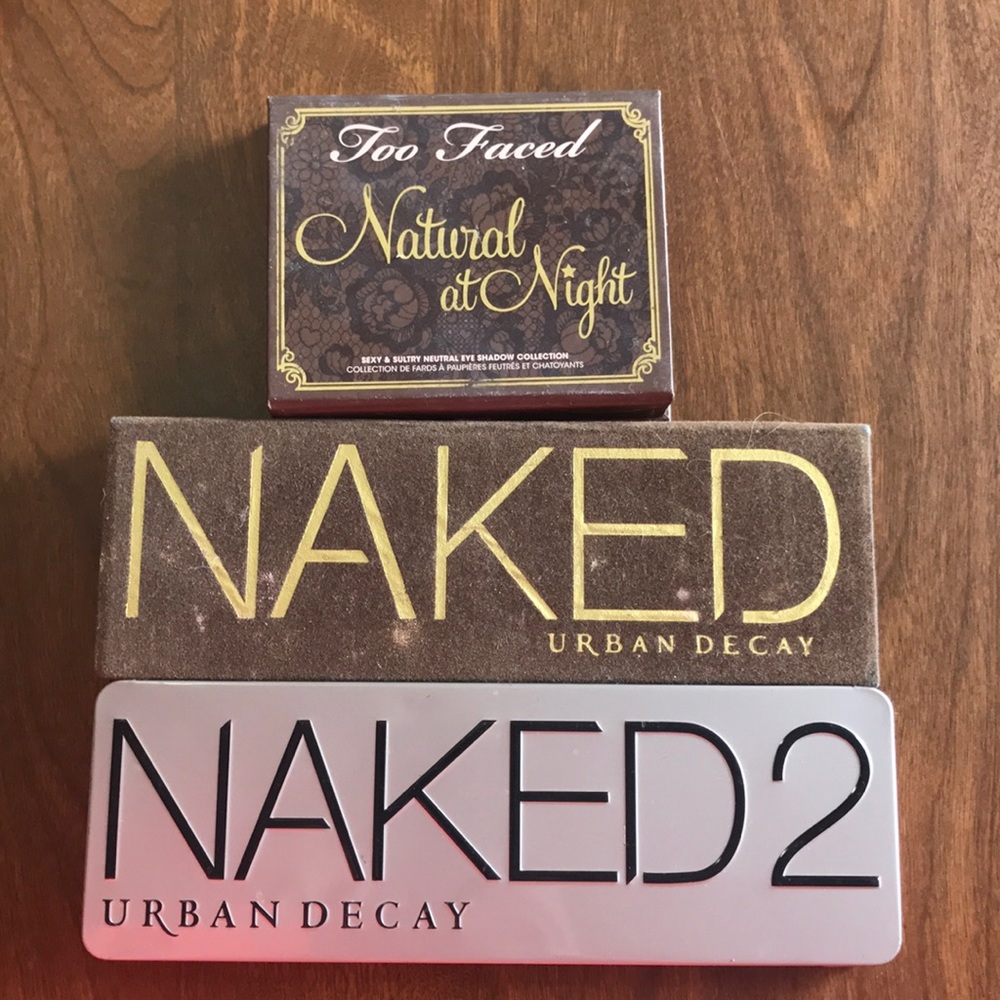 Too Faced
Natural
at Night
SEXY & SULTRY NEUTRAL EYE SHADOW COLLECTION
COLLECTION DE FARDS À PAUPIÈRES FEUTRÉS ET CHATOYANTS
NAKED
URBAN DECAY
NAKED2
URBAN DECAY